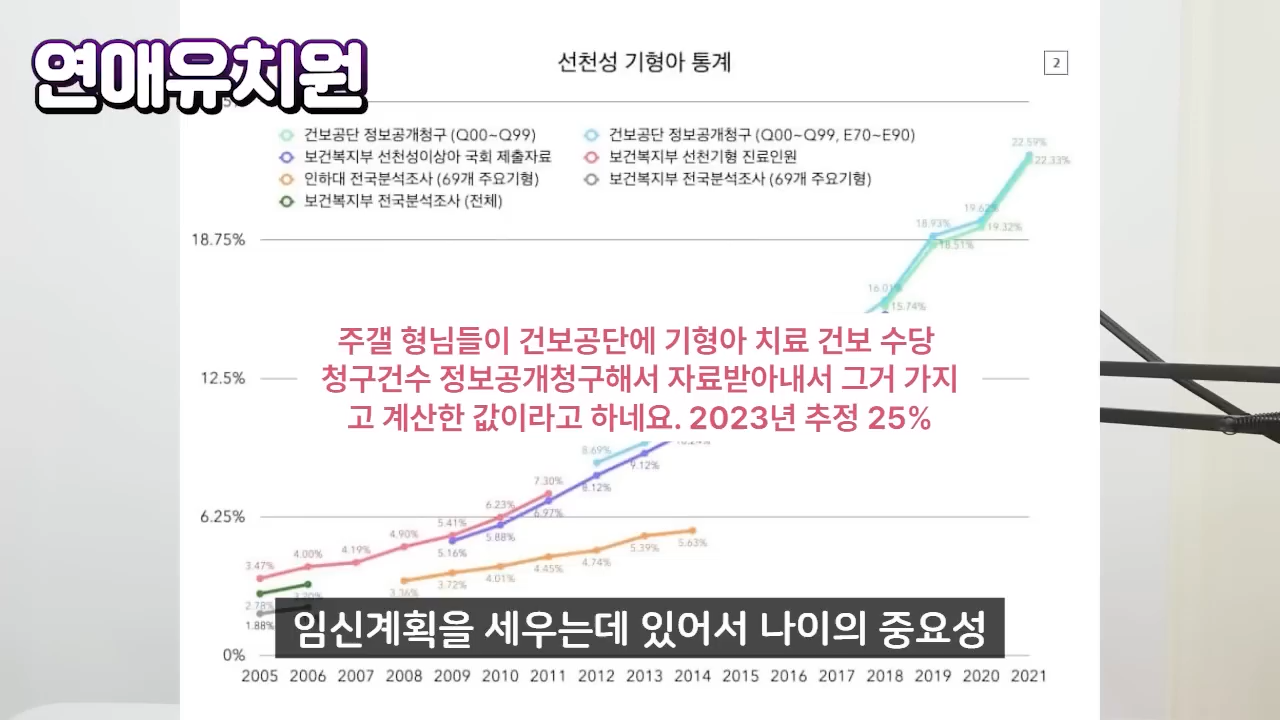 연애유치원
선천성 기형아 통계
2
건보공단 정보공개청구 (Q00~Q99)
건보공단 정보공개청구 (Q00~Q99, E70~E90)
보건복지부 선천성이상아 국회 제출자료
보건복지부 선천기형 진료인원
인하대 전국분석조사 (69개 주요기형)
보건복지부 전국분석조사 (69개 주요기형)
보건복지부 전국분석조사 (전체)
22.59%
22.33%
19.62%
19.32%
18.93%
18.51%
18.75%
16.01%
15.74%
주갤 형님들이 건보공단에 기형아 치료 건보 수당
12.5%
청구건수 정보공개청구해서 자료받아내서 그거 가지
고 계산한 값이라고 하네요. 2023년 추정 25%
8.69%
9.12%
8.12%
7.30%
6.97%
6.23%
6.25%
5.88%
5.41%
5.16%
4.90%
4.19%
4.00%
3.47%
5.63%
5.39%
4.74%
4.45%
4.01%
3.72%
3.36%
3.20%
2.78%
1.88%
임신계획을 세우는데 있어서 나이의 중요성
0%
2005 2006 2007 2008 2009 2010 2011 2012 2013 2014 2015 2016 2017 2018 2019 2020 2021